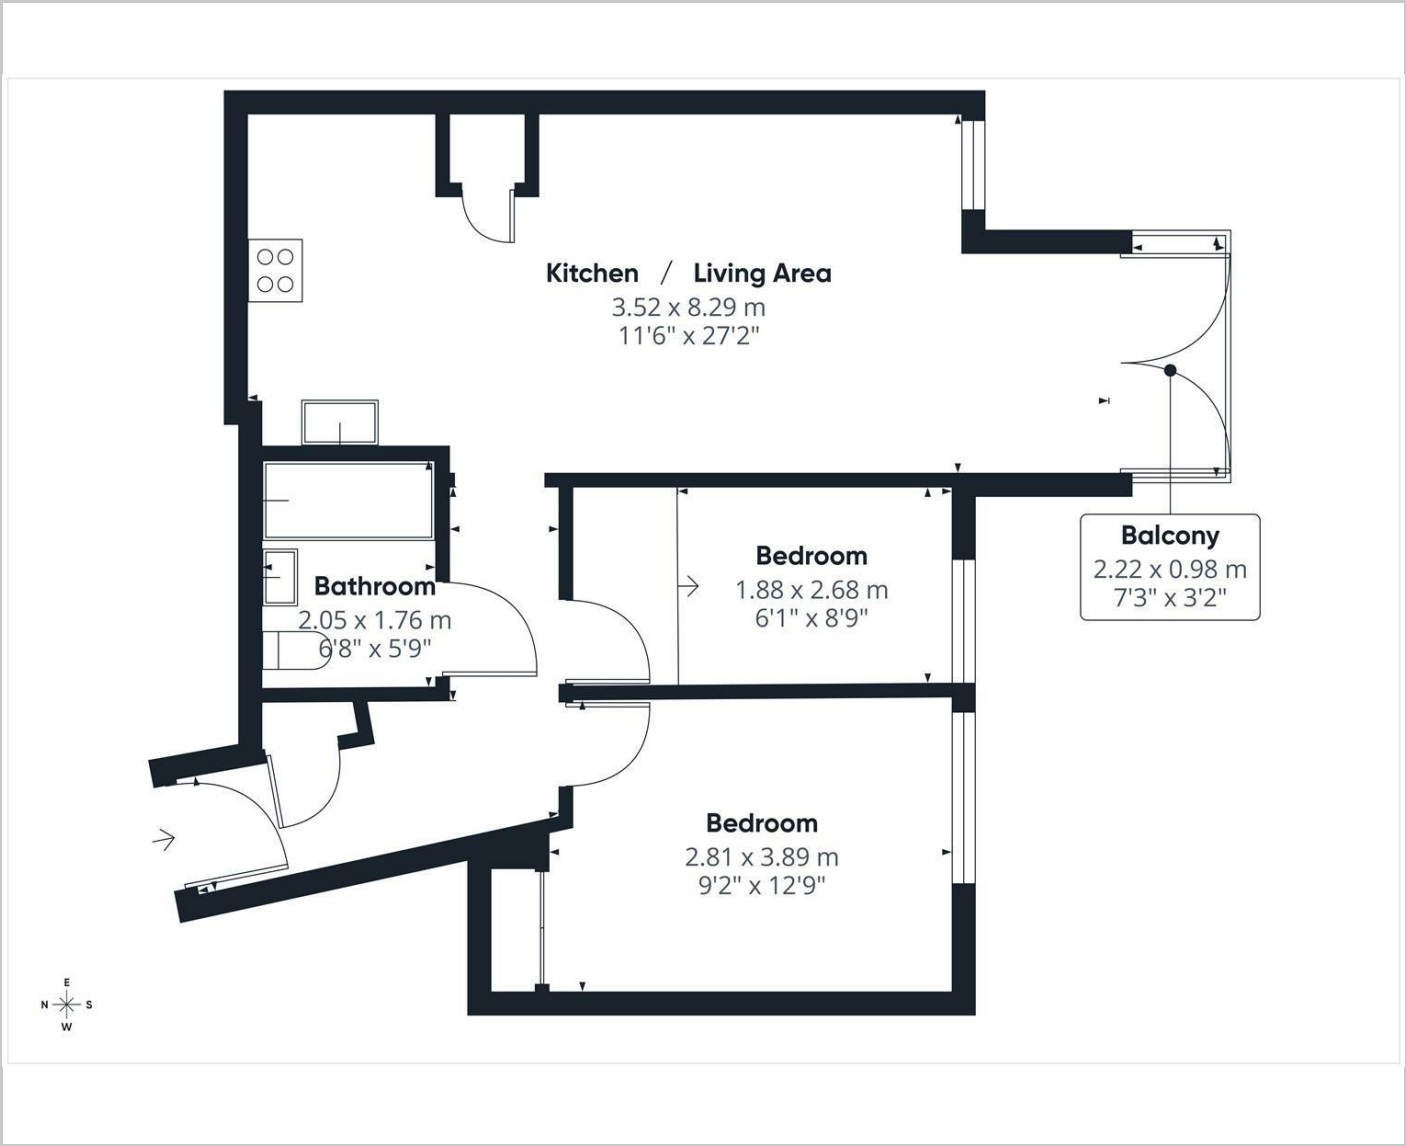 Kitchen / Living Area
3.52 x 8.29 m
11'6" x 27'2"
Bedroom
1.88 x 2.68 m
6'1" x 8'9"
Balcony
2.22 x 0.98 m
7'3" x 3'2"
Bathroom
2.05 x 1.76 m
6'8" x 5'9"
Bedroom
2.81 x 3.89 m
9'2" x 12'9"
E
N S
W